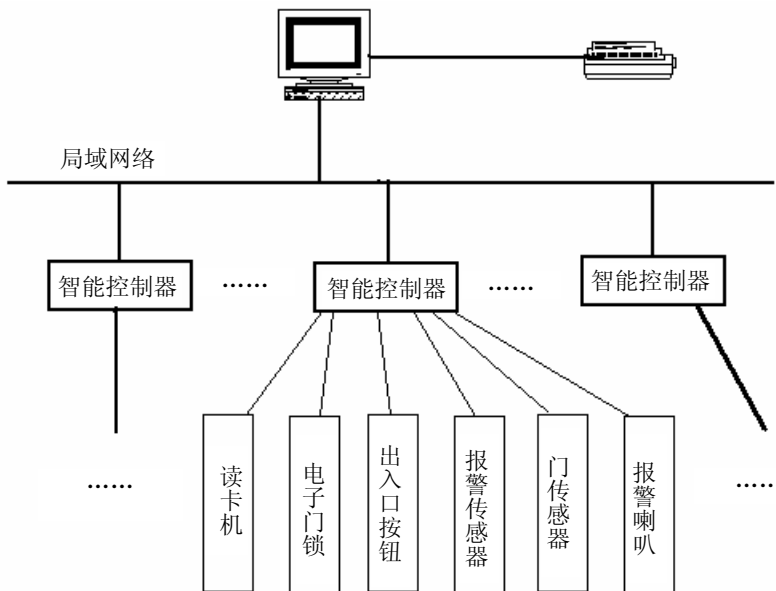 局域网络
智能控制器
……
智能控制器
……
智能控制器
……
读卡机
电子门锁
出入口按钮
报警传感器
门传感器
报警喇叭
……